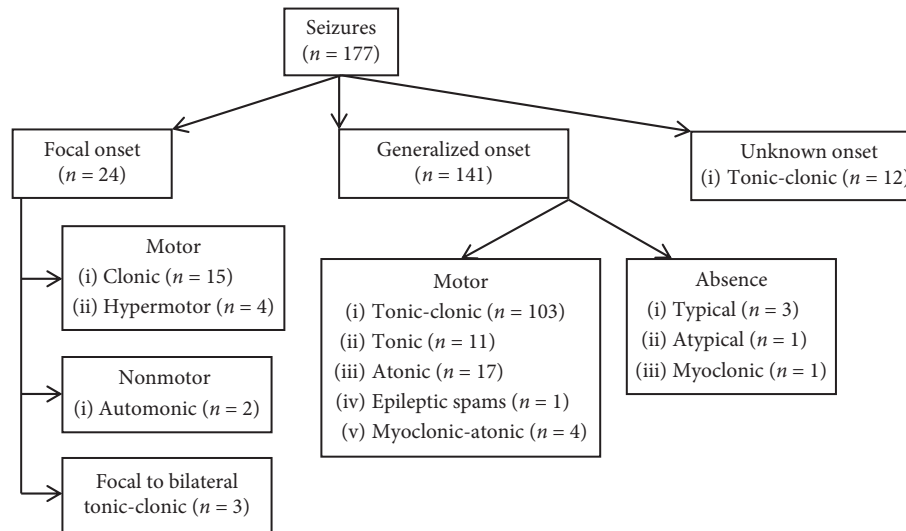 Seizures
(n = 177)
Focal onset
(n = 24)
Generalized onset
(n = 141)
Unknown onset
(i) Tonic-clonic (n = 12)
Motor
(i) Clonic (n = 15)
(ii) Hypermotor (n = 4)
Nonmotor
(i) Automonic (n = 2)
Focal to bilateral
tonic-clonic (n = 3)
Motor
(i) Tonic-clonic (n = 103)
(ii) Tonic (n = 11)
(iii) Atonic (n = 17)
(iv) Epileptic spams (n = 1)
(v) Myoclonic-atonic (n = 4)
Absence
(i) Typical (n = 3)
(ii) Atypical (n = 1)
(iii) Myoclonic (n = 1)